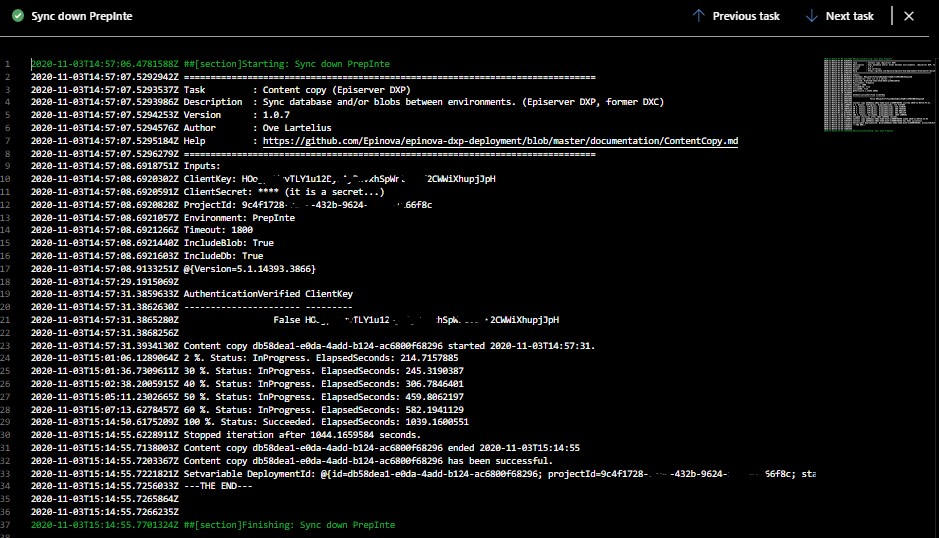 Sync down PrepInte
Previous task
Next task
1 2020-11-03T14:57:06.4781588Z ##[section]Starting: Sync down PrepInte
2 2020-11-03T14:57:07.5292942Z ==============================================================================
3 2020-11-03T14:57:07.5293537Z Task : Content copy (Episerver DXP)
4 2020-11-03T14:57:07.5293986Z Description : Sync database and/or blobs between environments. (Episerver DXP, former DXC)
5 2020-11-03T14:57:07.5294253Z Version : 1.0.7
6 2020-11-03T14:57:07.5294576Z Author : Ove Lartelius
7 2020-11-03T14:57:07.5295184Z Help : https://github.com/Epinova/epinova-dxp-deployment/blob/master/documentation/ContentCopy.md
8 2020-11-03T14:57:07.5296279Z ==============================================================================
9 2020-11-03T14:57:08.6918751Z Inputs:
10 2020-11-03T14:57:08.6920302Z ClientKey: 2CWWiXhupjJpH
11 2020-11-03T14:57:08.6920591Z ClientSecret: **** (it is a secret...)
12 2020-11-03T14:57:08.6920828Z ProjectId: 9c4f1728- -432b-9624- 66f8c
13 2020-11-03T14:57:08.6921057Z Environment: PrepInte
14 2020-11-03T14:57:08.6921266Z Timeout: 1800
15 2020-11-03T14:57:08.6921440Z IncludeBlob: True
16 2020-11-03T14:57:08.6921603Z IncludeDb: True
17 2020-11-03T14:57:08.9133251Z @{Version=5.1.14393.3866}
18 2020-11-03T14:57:29.1915069Z
19 2020-11-03T14:57:31.3859633Z AuthenticationVerified ClientKey
20 2020-11-03T14:57:31.3862630Z ---------------------- ---------
21 2020-11-03T14:57:31.3865280Z False 2CWWiXhupjJpH
22 2020-11-03T14:57:31.3868256Z
23 2020-11-03T14:57:31.3934130Z Content copy db58dea1-e0da-4add-b124-ac6800f68296 started 2020-11-03T14:57:31.
24 2020-11-03T15:01:06.1289064Z 2 %. Status: InProgress. ElapsedSeconds: 214.7157885
25 2020-11-03T15:01:36.7309611Z 30 %. Status: InProgress. ElapsedSeconds: 245.3190387
26 2020-11-03T15:02:38.2005915Z 40 %. Status: InProgress. ElapsedSeconds: 306.7846401
27 2020-11-03T15:05:11.2302665Z 50 %. Status: InProgress. ElapsedSeconds: 459.8062197
28 2020-11-03T15:07:13.6278457Z 60 %. Status: InProgress. ElapsedSeconds: 582.1941129
29 2020-11-03T15:14:50.6175209Z 100 %. Status: Succeeded. ElapsedSeconds: 1039.1600551
30 2020-11-03T15:14:55.6228911Z Stopped iteration after 1044.1659584 seconds.
31 2020-11-03T15:14:55.7138003Z Content copy db58dea1-e0da-4add-b124-ac6800f68296 ended 2020-11-03T15:14:55
32 2020-11-03T15:14:55.7203367Z Content copy db58dea1-e0da-4add-b124-ac6800f68296 has been successful.
33 2020-11-03T15:14:55.7221821Z Setvariable DeploymentId: @{id=db58dea1-e0da-4add-b124-ac6800f68296; projectId=9c4f1728- -432b-9624- 66f8c; sta
34 2020-11-03T15:14:55.7256033Z ---THE END---
35 2020-11-03T15:14:55.7265864Z
36 2020-11-03T15:14:55.7266235Z
37 2020-11-03T15:14:55.7701324Z ##[section]Finishing: Sync down PrepInte
38